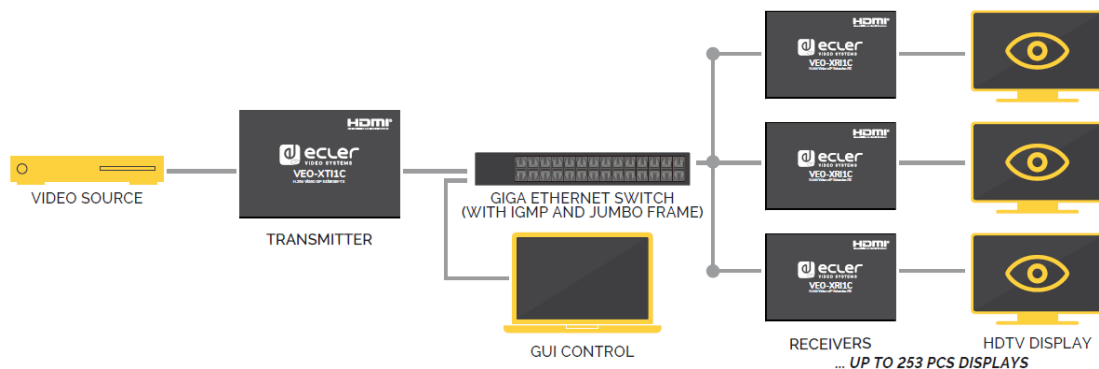 VIDEO SOURCE
HDMI
ecler
VIDEO SYSTEMS
VEO-XTI1C
TRANSMITTER
GIGA ETHERNET SWITCH
(WITH IGMP AND JUMBO FRAME)
GUI CONTROL
HDMI
ecler
VIDEO SYSTEMS
VEO-XRI1C
HDMI
ecler
VIDEO SYSTEMS
VEO-XRI1C
HDMI
ecler
VIDEO SYSTEMS
VEO-XRI1C
RECEIVERS
HDTV DISPLAY
... UP TO 253 PCS DISPLAYS